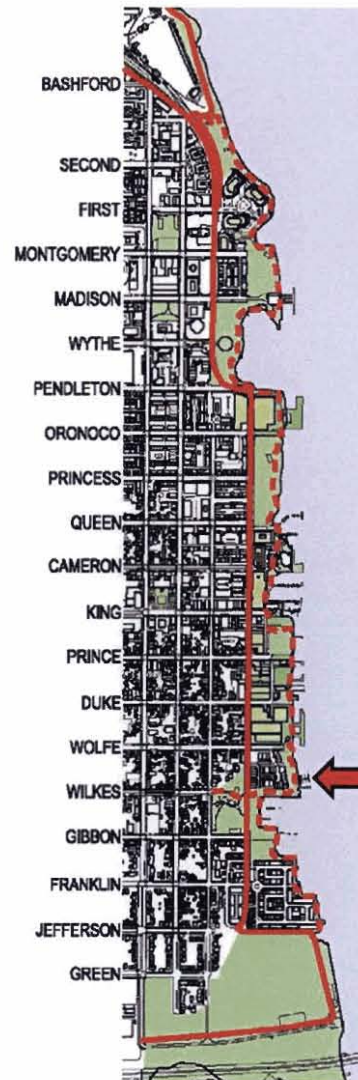 BASHFORD
SECOND
FIRST
MONTGOMERY
MADISON
WYTHE
PENDLETON
ORONOCO
PRINCESS
QUEEN
CAMERON
KING
PRINCE
DUKE
WOLFE
WILKES
GIBBON
FRANKLIN
JEFFERSON
GREEN